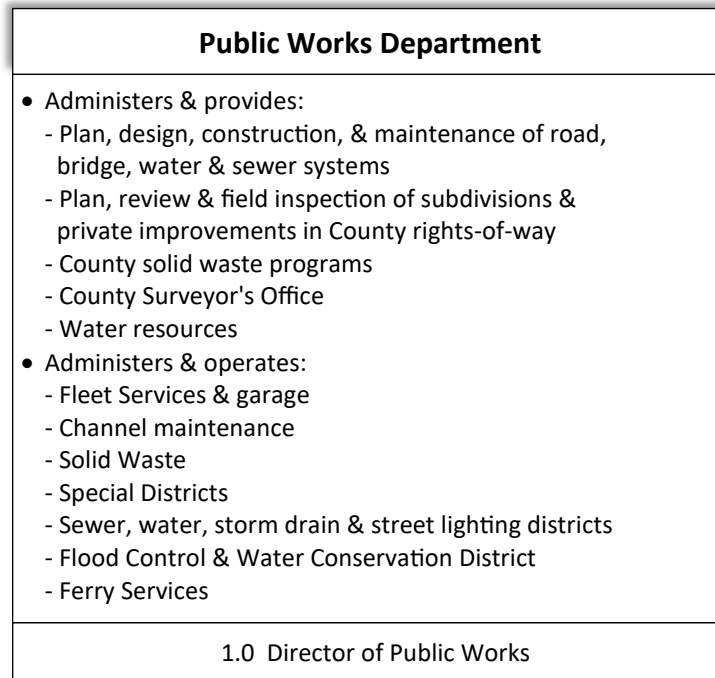 Public Works Department
• Administers & provides:
- Plan, design, construction, & maintenance of road,
bridge, water & sewer systems
- Plan, review & field inspection of subdivisions &
private improvements in County rights-of-way
- County solid waste programs
- County Surveyor's Office
- Water resources
• Administers & operates:
- Fleet Services & garage
- Channel maintenance
- Solid Waste
- Special Districts
- Sewer, water, storm drain & street lighting districts
- Flood Control & Water Conservation District
- Ferry Services
1.0 Director of Public Works